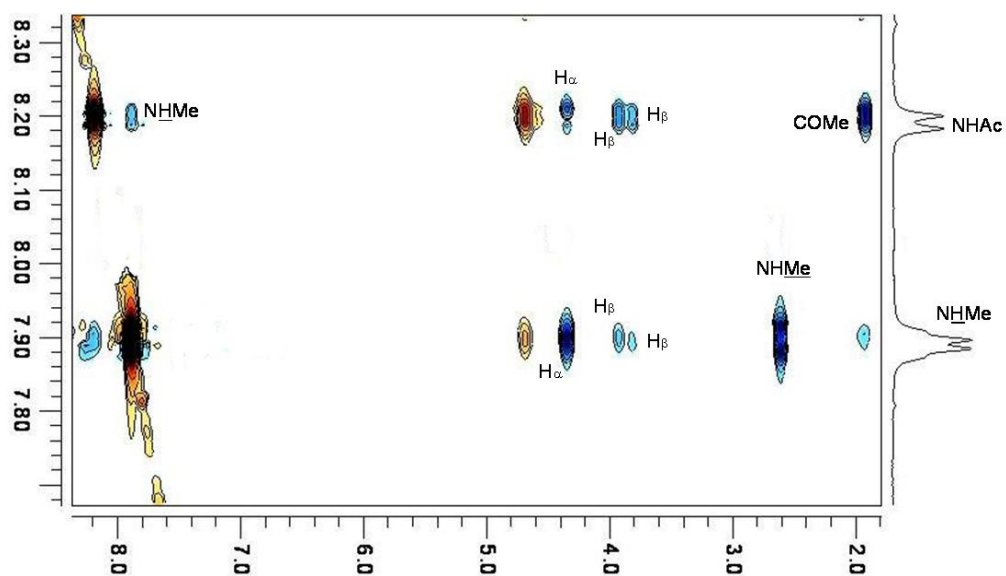 8.30
8.20
8.10
8.00
7.90
7.80
NHMe
Hα
Hβ
Hβ
COMe
NHAc
NHMe
Hβ
Hβ
Hα
NHMe
8.0
7.0
6.0
5.0
4.0
3.0
2.0